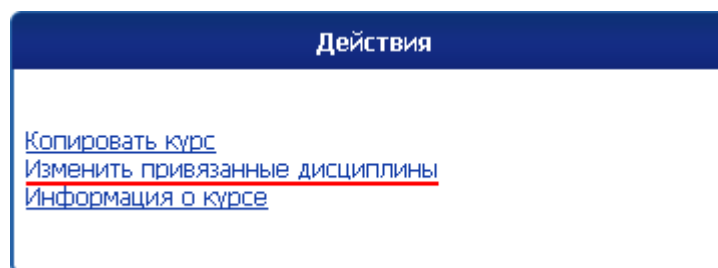 Действия
Копировать курс
Изменить привязанные дисциплины
Информация о курсе